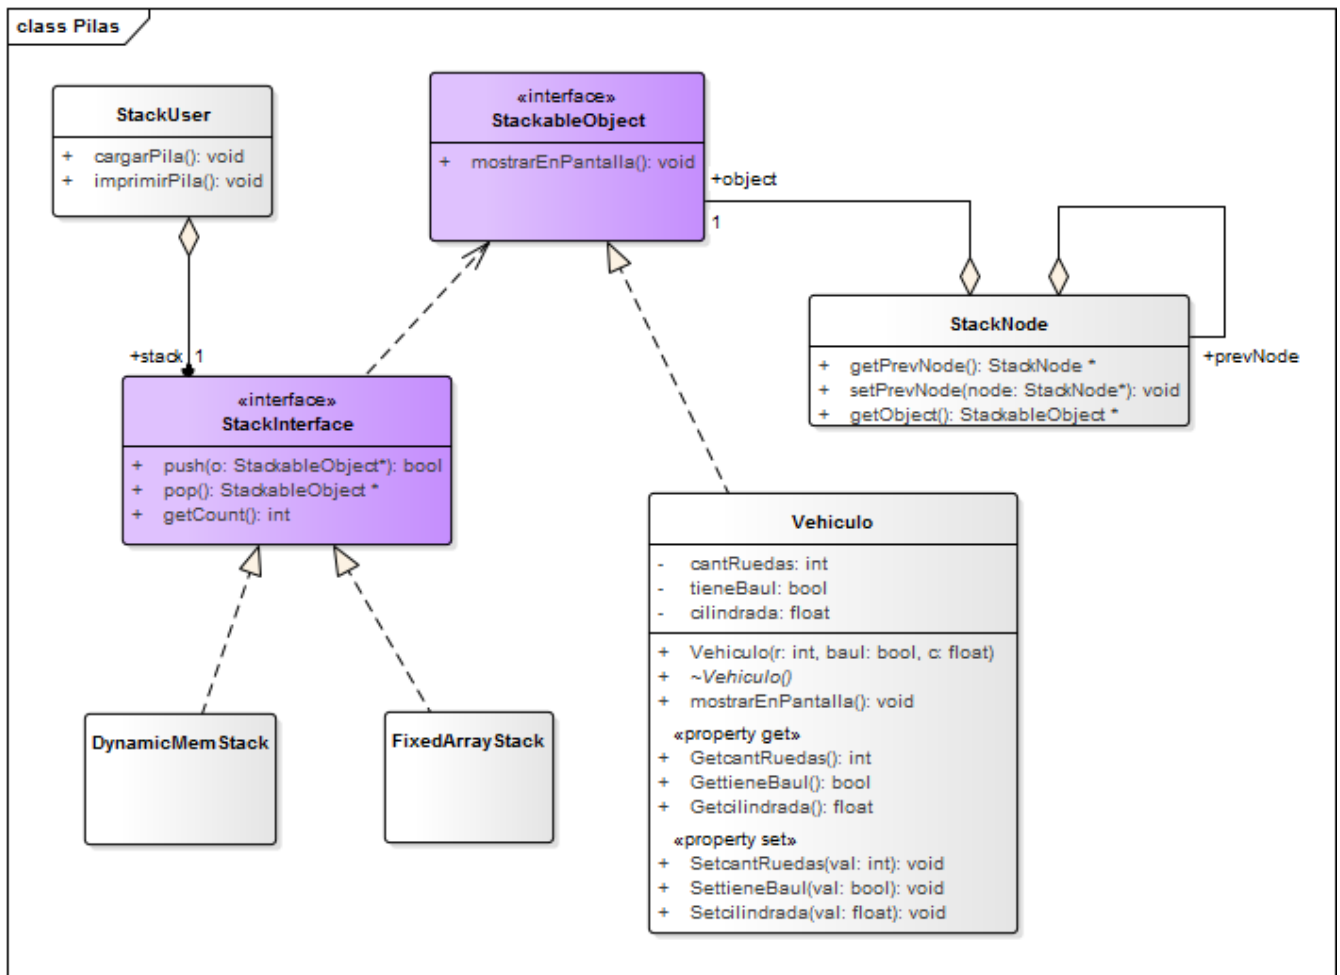 class Pilas
StackUser
+ cargarPila(): void
+ imprimirPila(): void
«interface»
StackableObject
+ mostrarEnPantalla(): void
+object
1
StackNode
+ getPrevNode(): StackNode *
+ setPrevNode(node: StackNode*): void
+ getObject(): StackableObject *
+prevNode
+stack 1
«interface»
StackInterface
+ push(o: StackableObject*): bool
+ pop(): StackableObject *
+ getCount(): int
Vehiculo
- cantRuedas: int
- tieneBaul: bool
- cilindrada: float
+ Vehiculo(r: int, baul: bool, c: float)
+ ~Vehiculo()
+ mostrarEnPantalla(): void
«property get»
+ GetcantRuedas(): int
+ GettieneBaul(): bool
+ Getcilindrada(): float
«property set»
+ SetcantRuedas(val: int): void
+ SettieneBaul(val: bool): void
+ Setcilindrada(val: float): void
DynamicMemStack
FixedArrayStack